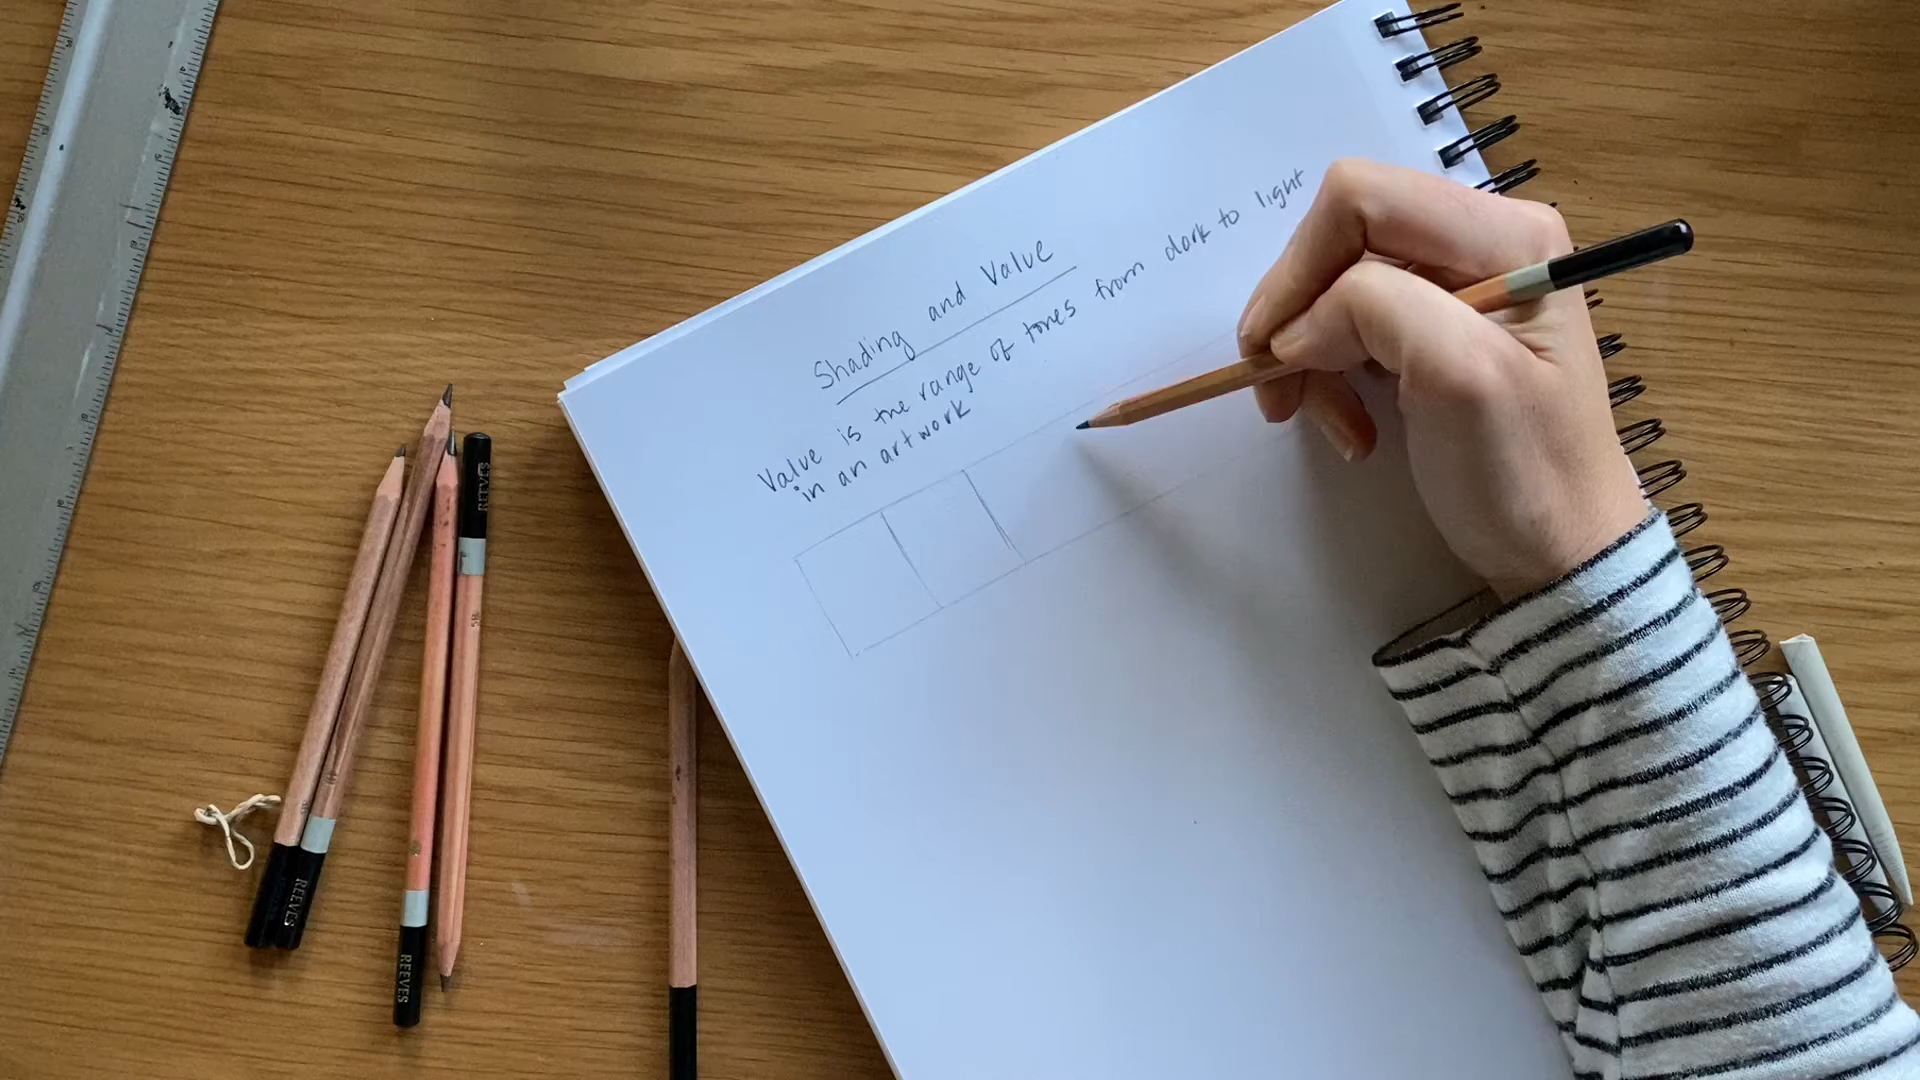 Shading and Value
Value is the range of tones from dark to light
in an artwork
REEVES
REEVES
REEVES